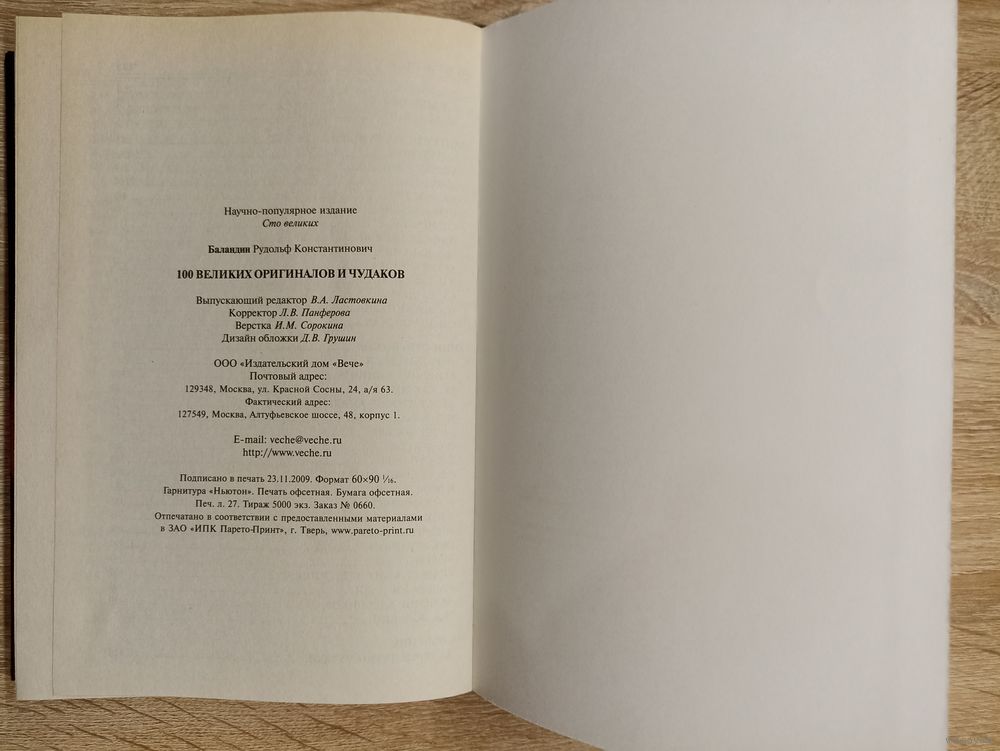 Научно-популярное издание
Сто великих
Баландин Рудольф Константинович
100 ВЕЛИКИХ ОРИГИНАЛОВ И ЧУДАКОВ
Выпускающий редактор В.А. Ластовкина
Корректор Л.В. Панферова
Верстка И.М. Сорокина
Дизайн обложки Д.В. Грушин
ООО «Издательский дом «Вече»
Почтовый адрес:
129348, Москва, ул. Красной Сосны, 24, а/я 63.
Фактический адрес:
127549, Москва, Алтуфьевское шоссе, 48, корпус 1.
E-mail: veche@veche.ru
http://www.veche.ru
Подписано в печать 23.11.2009. Формат 60×90 1/16.
Гарнитура «Ньютон». Печать офсетная. Бумага офсетная.
Печ. л. 27. Тираж 5000 экз. Заказ № 0660.
Отпечатано в соответствии с предоставленными материалами
в ЗАО «ИПК Парето-Принт», г. Тверь, www.pareto-print.ru